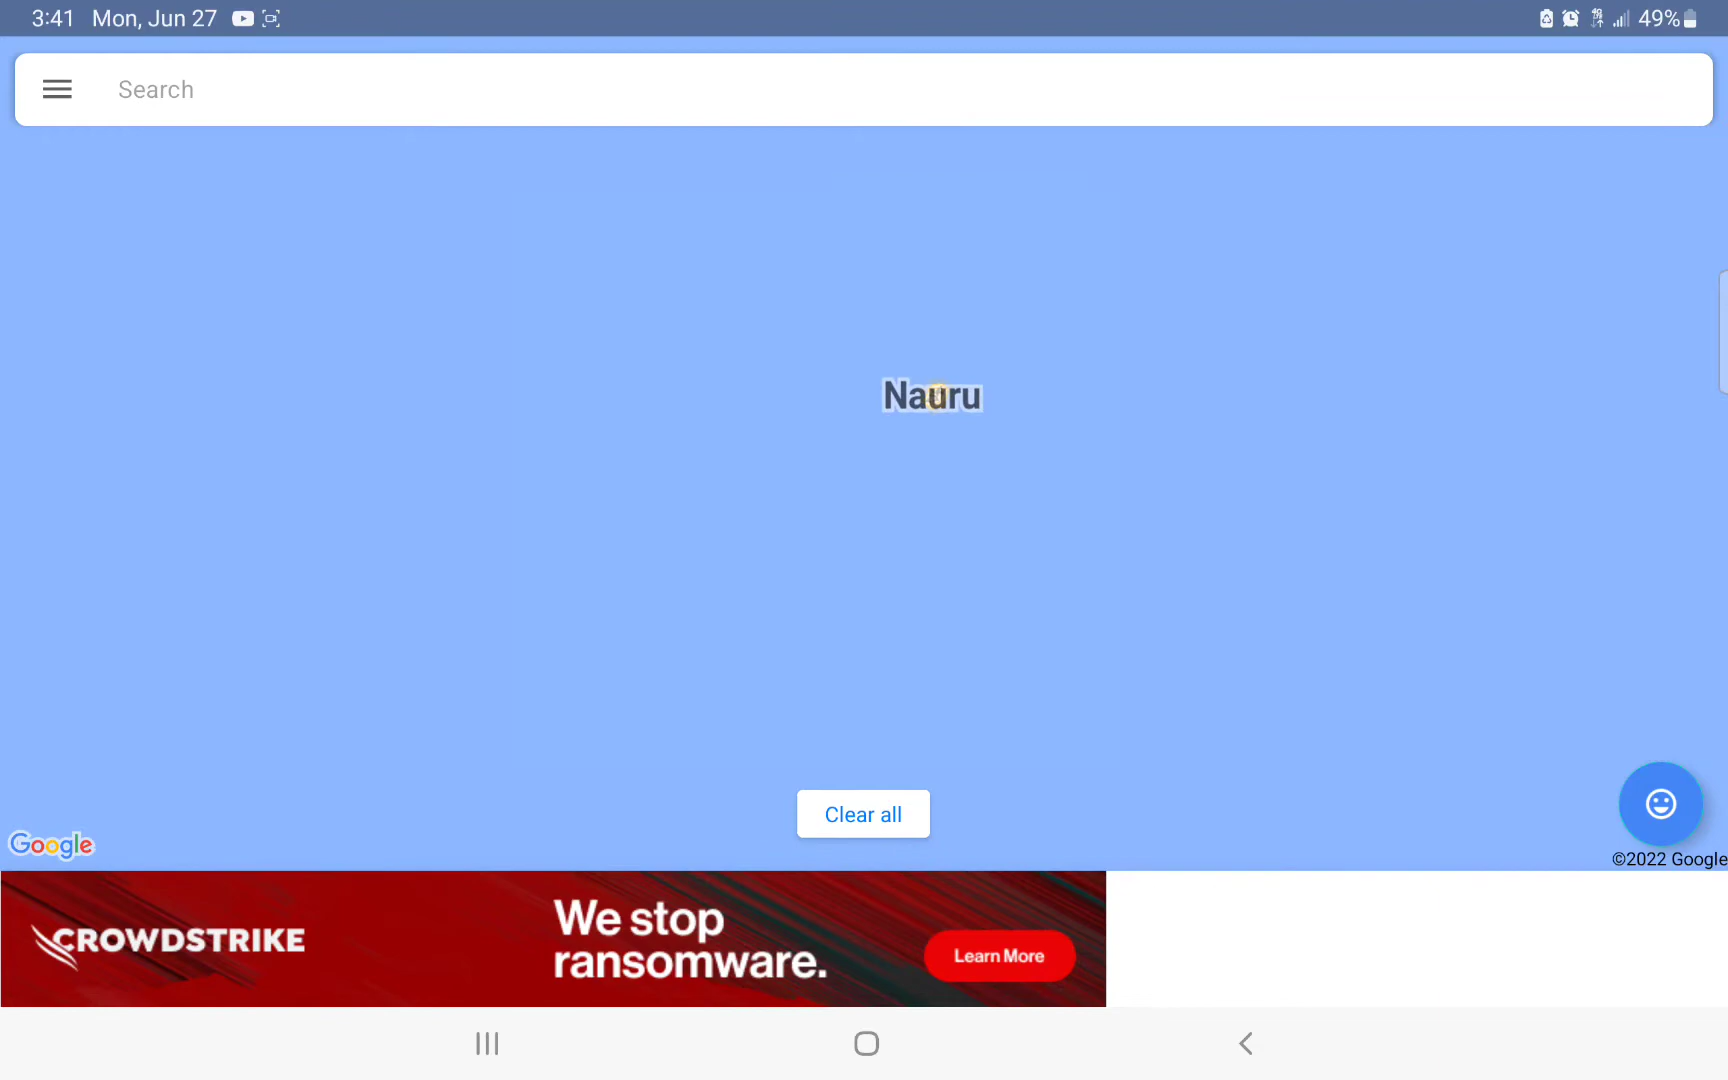 3:41 Mon, Jun 27
49%
Search
Nauru
Clear all
Google
©2022 Google
CROWDSTRIKE
We stop
ransomware.
Learn More